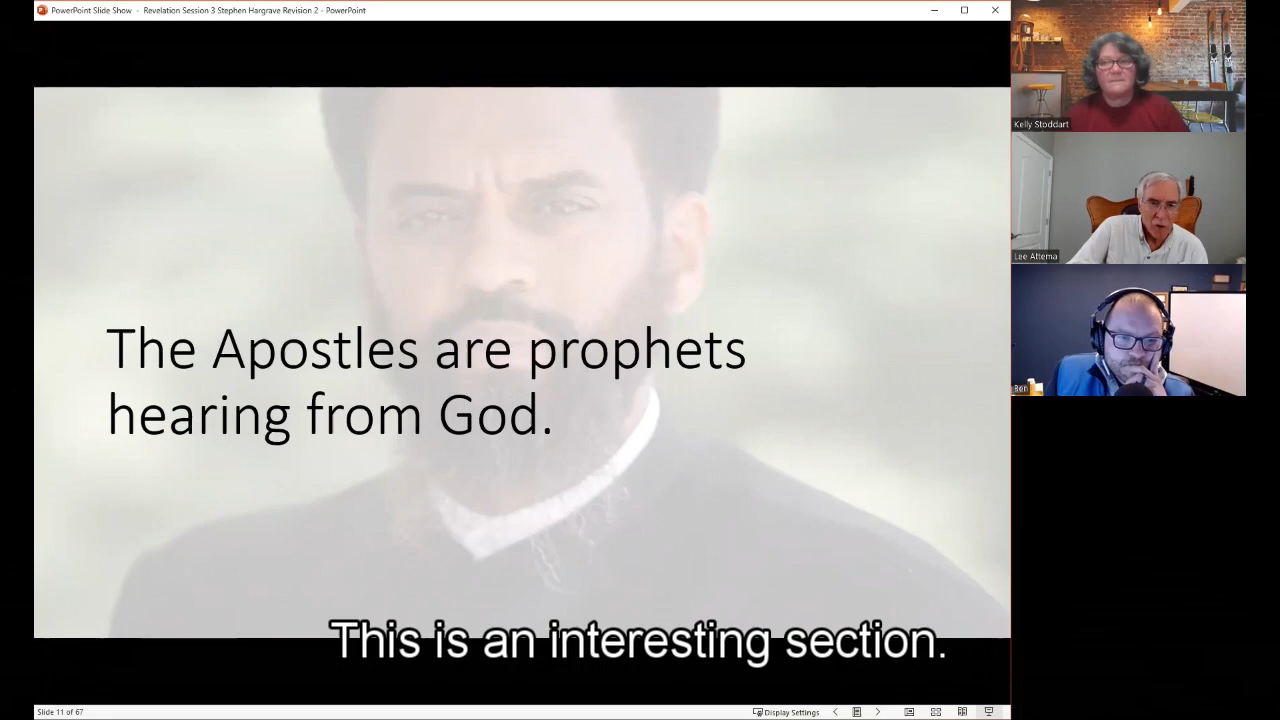 PowerPoint Slide Show - Revelation Session 3 Stephen Hargrave Revision 2 - PowerPoint
The Apostles are prophets
hearing from God.
This is an interesting section.
Kelly Stoddart
Lee Attema
Ben
Slide 11 of 67
Display Settings